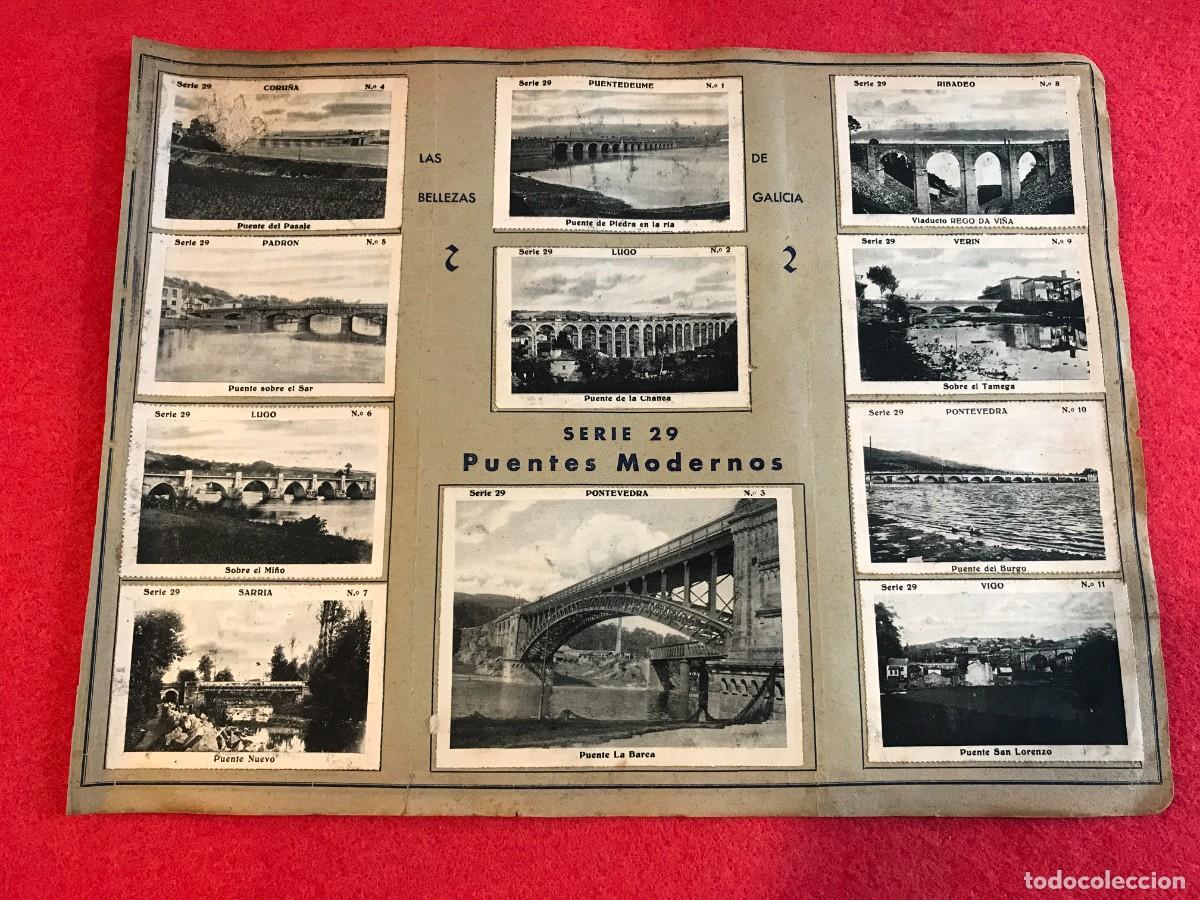 Serie 29 CORUÑA N.º 4
Puente del Pasaje
Serie 29 PADRON N.º 5
Puente sobre el Sar
Serie 29 LUGO N.º 6
Sobre el Miño
Serie 29 SARRIA N.º 7
Puente Nuevo
LAS
BELLEZAS
DE
GALICIA
Serie 29 PUENTEDEUME N.º 1
Puente de Piedra en la ría
Serie 29 LUGO N.º 2
Puente de la Chanca
SERIE 29
Puentes Modernos
Serie 29 PONTEVEDRA N.º 3
Puente La Barca
Serie 29 RIBADEO N.º 8
Viaducto REGO DA VIÑA
Serie 29 VERIN N.º 9
Sobre el Tamega
Serie 29 PONTEVEDRA N.º 10
Puente del Burgo
Serie 29 VIGO N.º 11
Puente San Lorenzo
todocoleccion